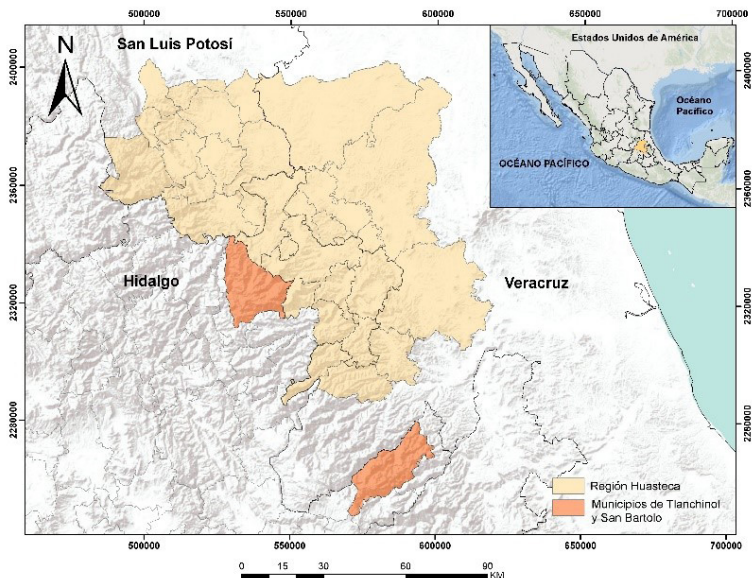 500000 550000 600000 650000 700000
N
San Luis Potosí
Hidalgo
Veracruz
Estados Unidos de América
Océano
Pacífico
OCÉANO PACÍFICO
2400000
2360000
2320000
2280000
2400000
2360000
2320000
2280000
Región Huasteca
Municipios de Tlanchinol
y San Bartolo
500000 550000 600000 650000 700000
0 15 30 60 90
KM